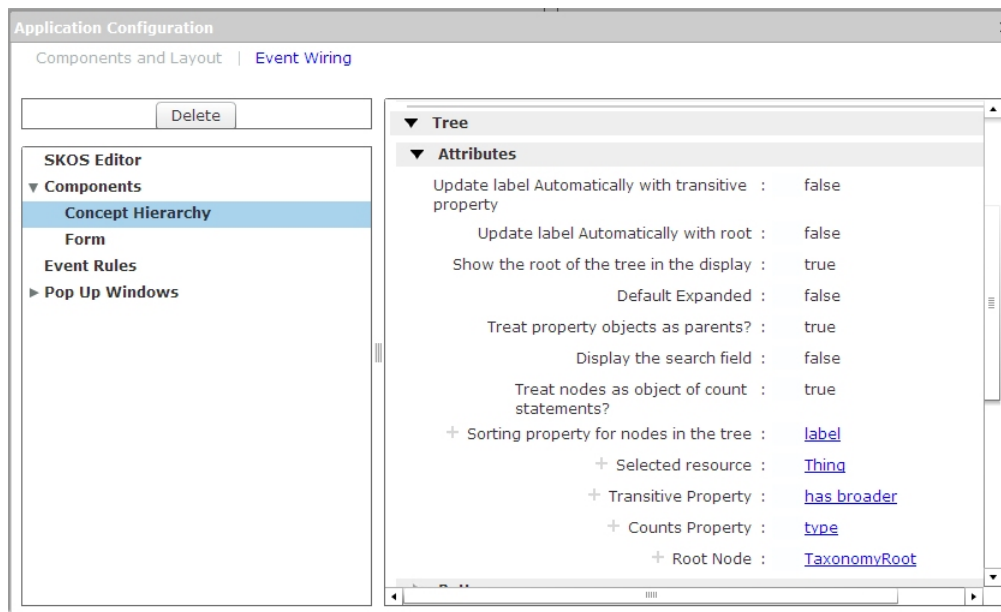 Application Configuration
Components and Layout | Event Wiring
Delete
SKOS Editor
Components
Concept Hierarchy
Form
Event Rules
Pop Up Windows
Tree
Attributes
Update label Automatically with transitive property : false
Update label Automatically with root : false
Show the root of the tree in the display : true
Default Expanded : false
Treat property objects as parents? : true
Display the search field : false
Treat nodes as object of count statements? : true
Sorting property for nodes in the tree : label
Selected resource : Thing
Transitive Property : has broader
Counts Property : type
Root Node : TaxonomyRoot